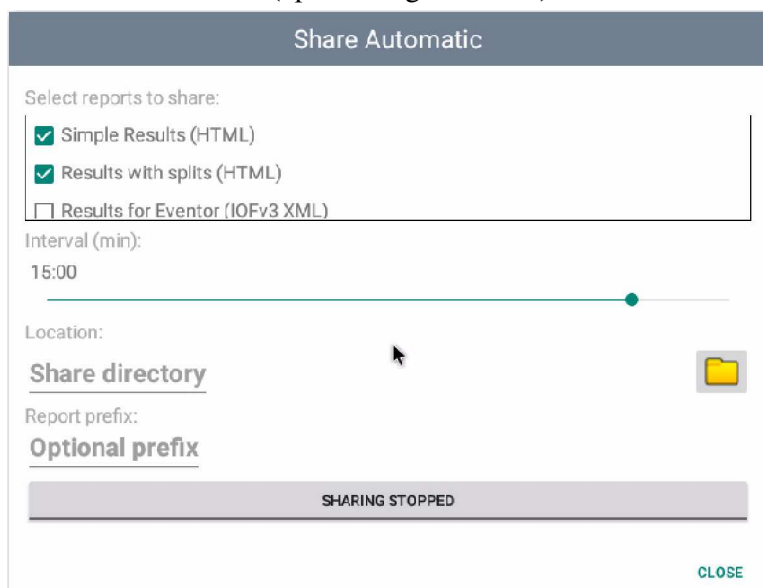 Share Automatic
Select reports to share:
Simple Results (HTML)
Results with splits (HTML)
Results for Eventor (IOFv3 XML)
Interval (min):
15:00
Location:
Share directory
Report prefix:
Optional prefix
SHARING STOPPED
CLOSE